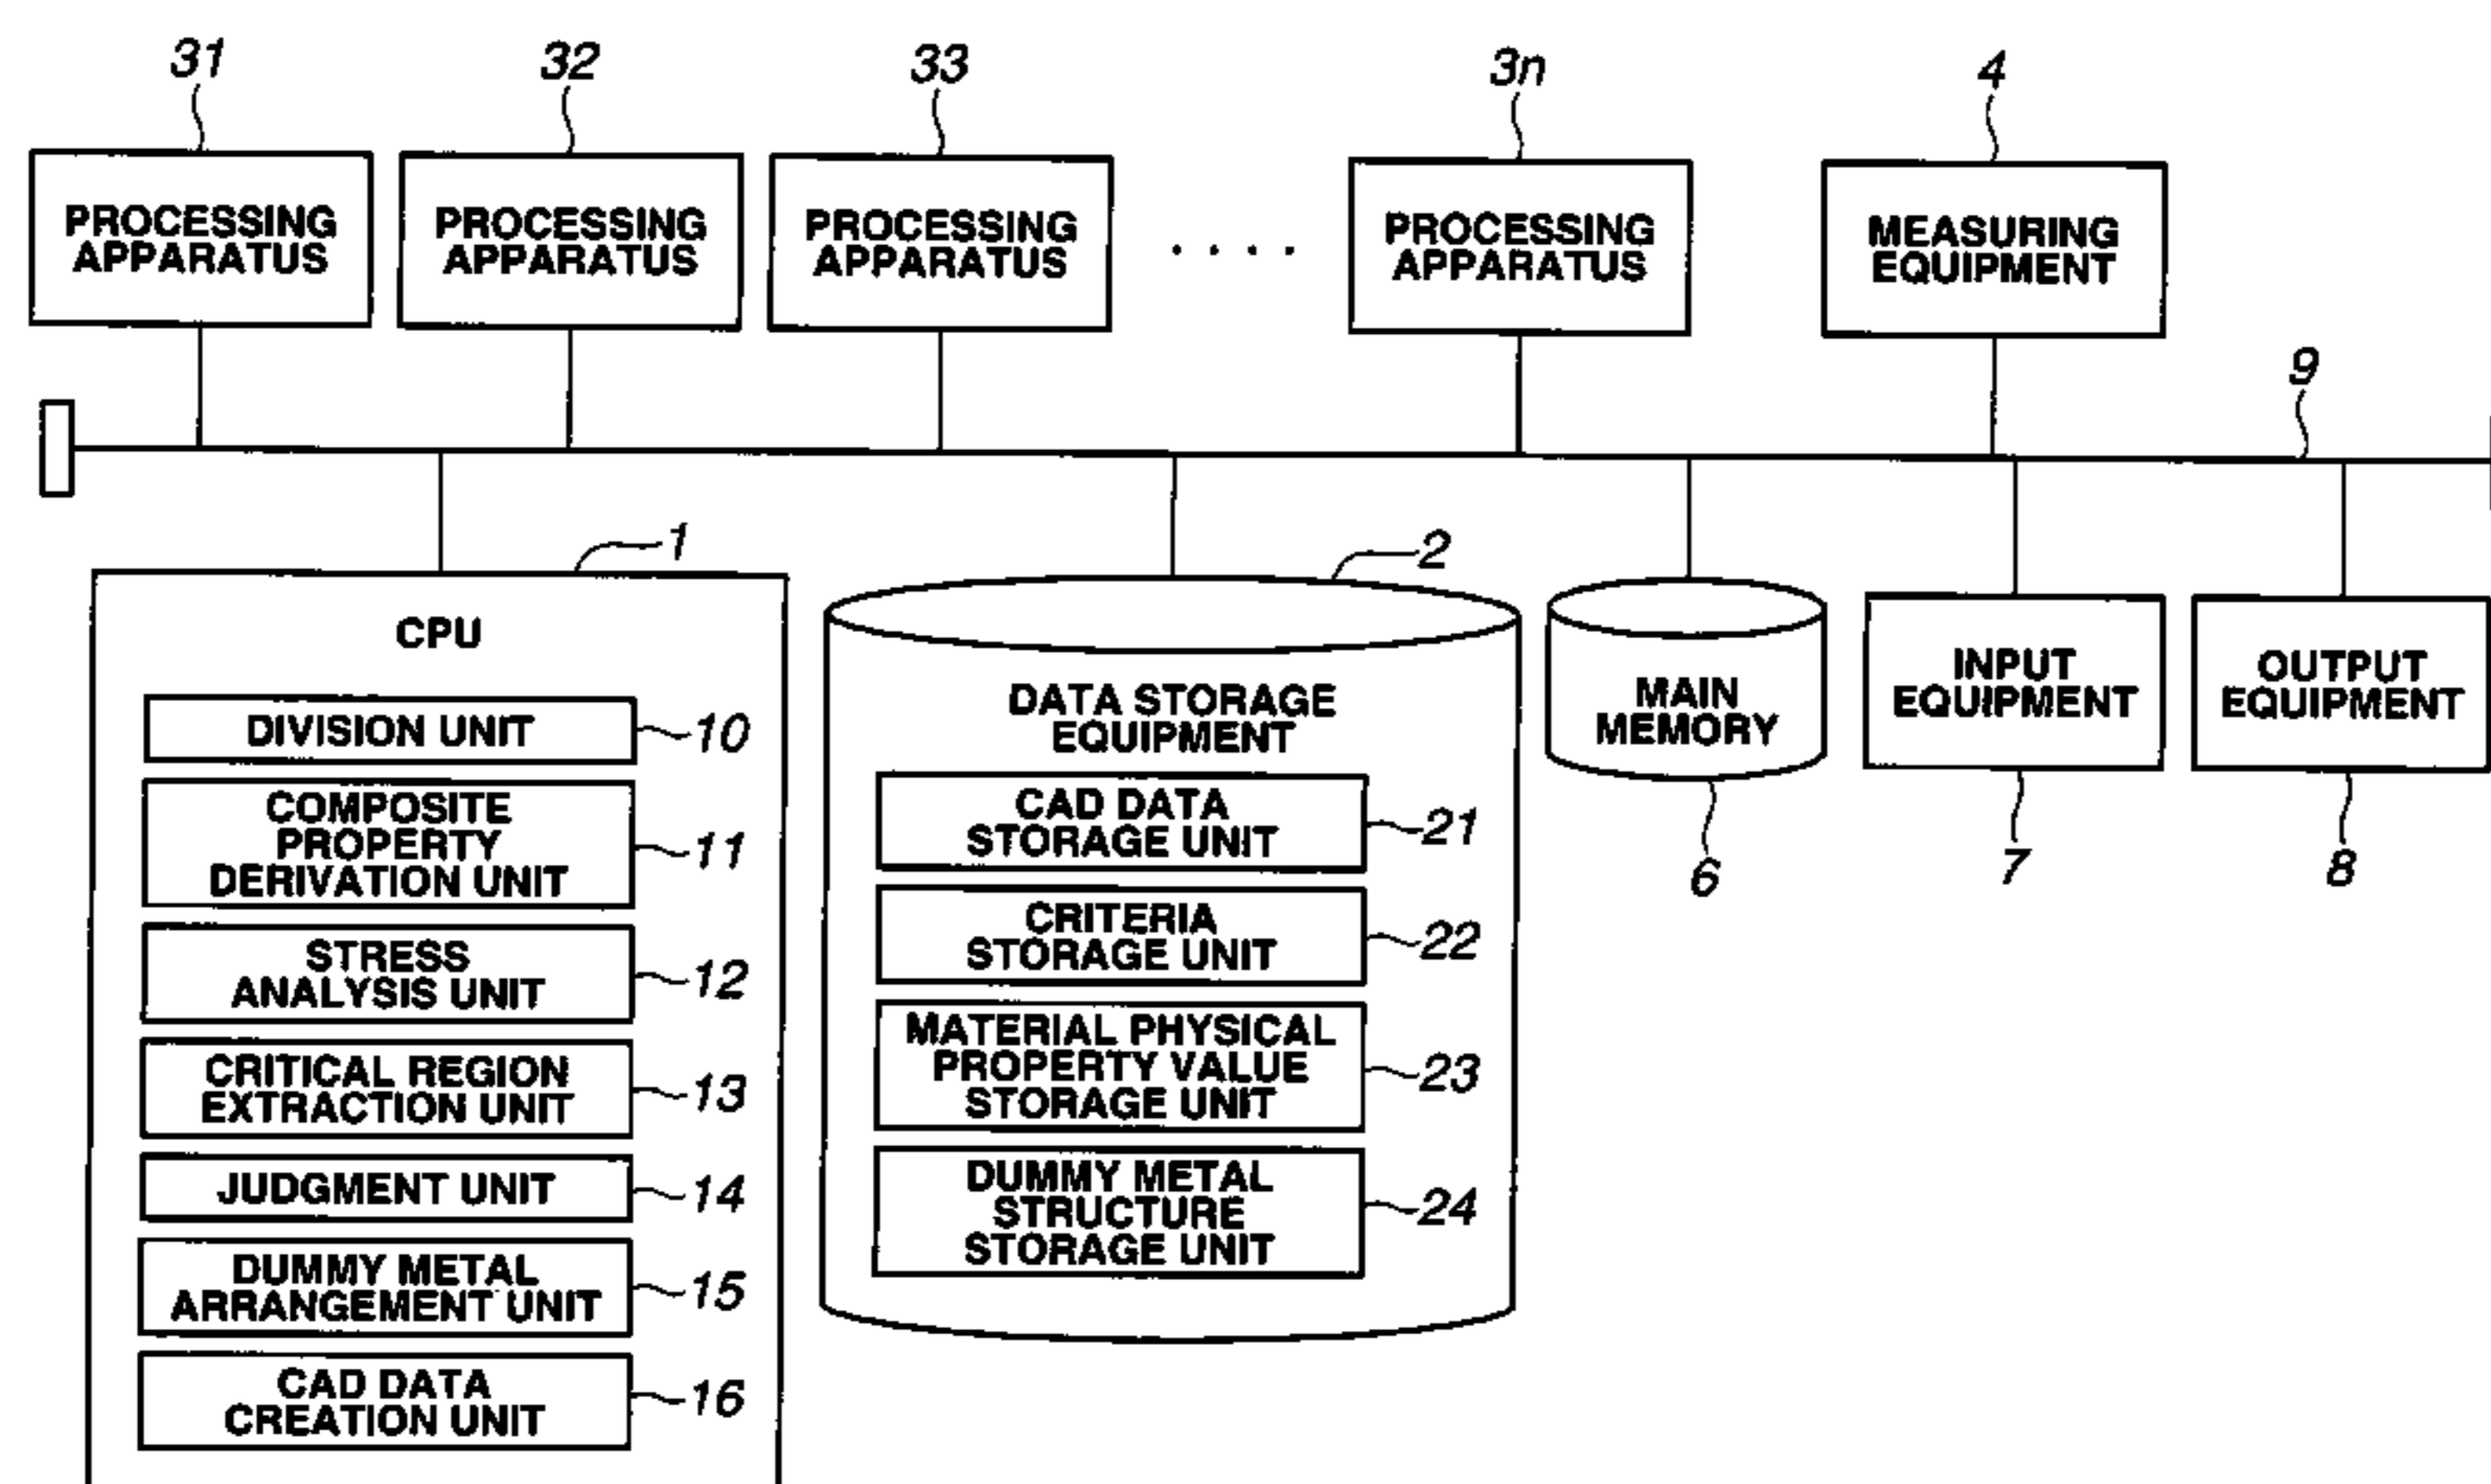 31
32
33
3n
4
PROCESSING
APPARATUS
PROCESSING
APPARATUS
PROCESSING
APPARATUS
. . . .
PROCESSING
APPARATUS
MEASURING
EQUIPMENT
9
1
CPU
DIVISION UNIT
10
COMPOSITE
PROPERTY
DERIVATION UNIT
11
STRESS
ANALYSIS UNIT
12
CRITICAL REGION
EXTRACTION UNIT
13
JUDGMENT UNIT
14
DUMMY METAL
ARRANGEMENT UNIT
15
CAD DATA
CREATION UNIT
16
2
DATA STORAGE
EQUIPMENT
CAD DATA
STORAGE UNIT
21
CRITERIA
STORAGE UNIT
22
MATERIAL PHYSICAL
PROPERTY VALUE
STORAGE UNIT
23
DUMMY METAL
STRUCTURE
STORAGE UNIT
24
MAIN
MEMORY
6
INPUT
EQUIPMENT
7
OUTPUT
EQUIPMENT
8